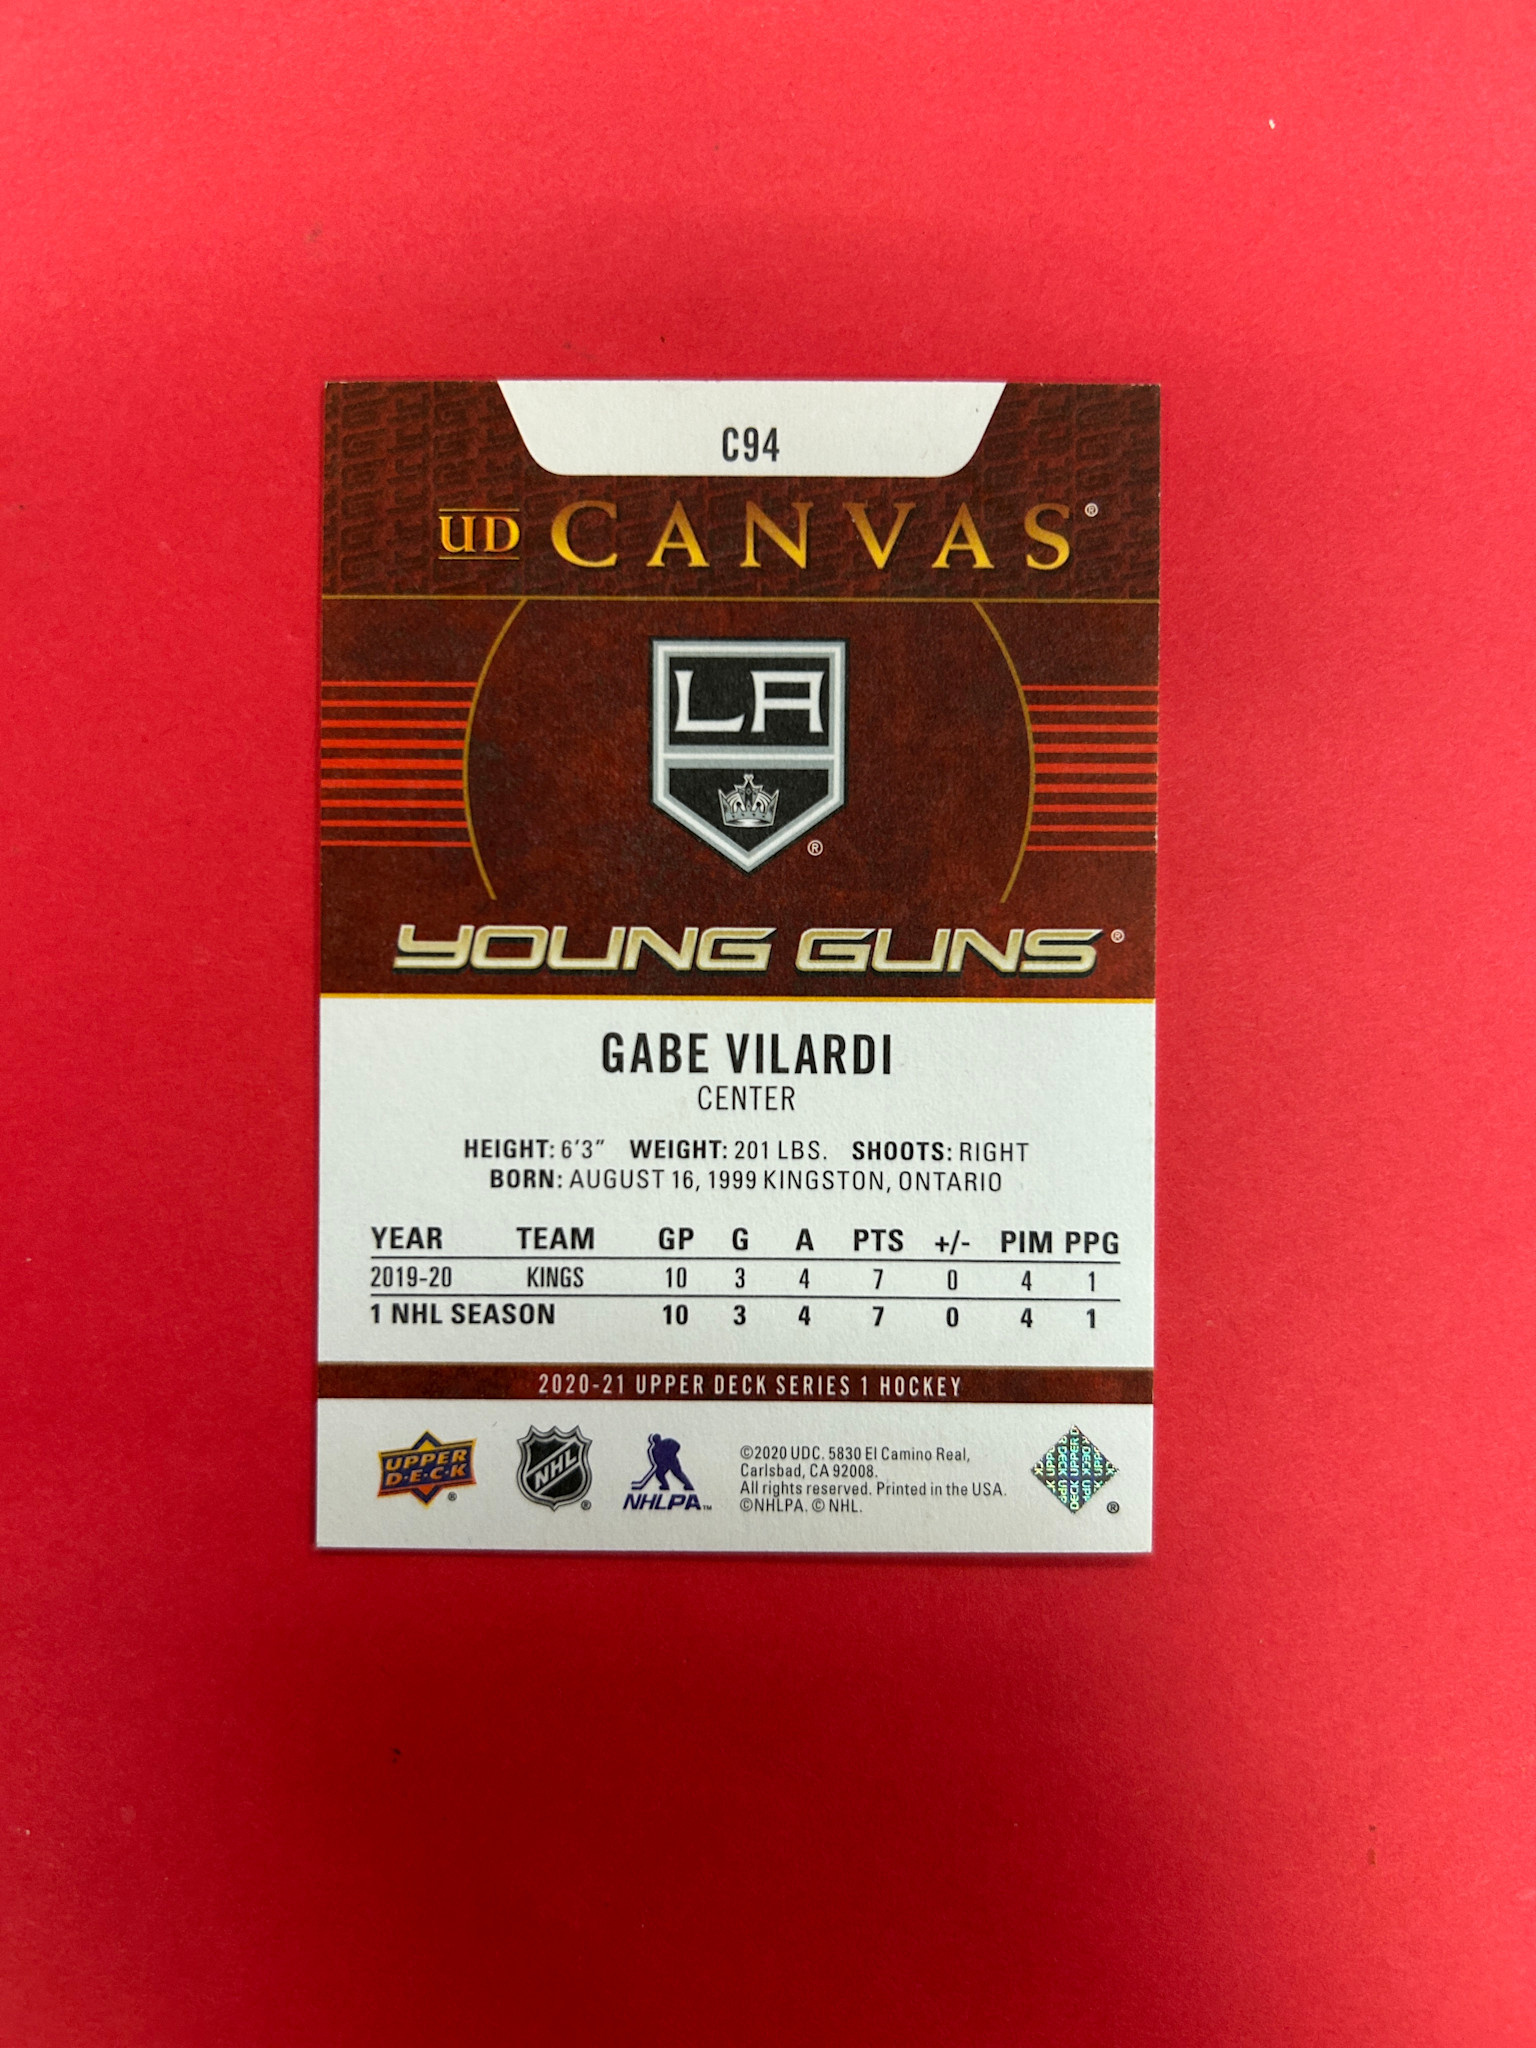 C94
UD CANVAS®
LA
®
YOUNG GUNS®
GABE VILARDI
CENTER
HEIGHT: 6'3" WEIGHT: 201 LBS. SHOOTS: RIGHT
BORN: AUGUST 16, 1999 KINGSTON, ONTARIO
YEAR TEAM GP G A PTS +/- PIM PPG
2019-20 KINGS 10 3 4 7 0 4 1
1 NHL SEASON 10 3 4 7 0 4 1
2020-21 UPPER DECK SERIES 1 HOCKEY
UPPER
D·E·C·K®
NHL®
NHLPA™
©2020 UDC. 5830 El Camino Real,
Carlsbad, CA 92008.
All rights reserved. Printed in the USA.
©NHLPA. © NHL.
UPPER DECK
®